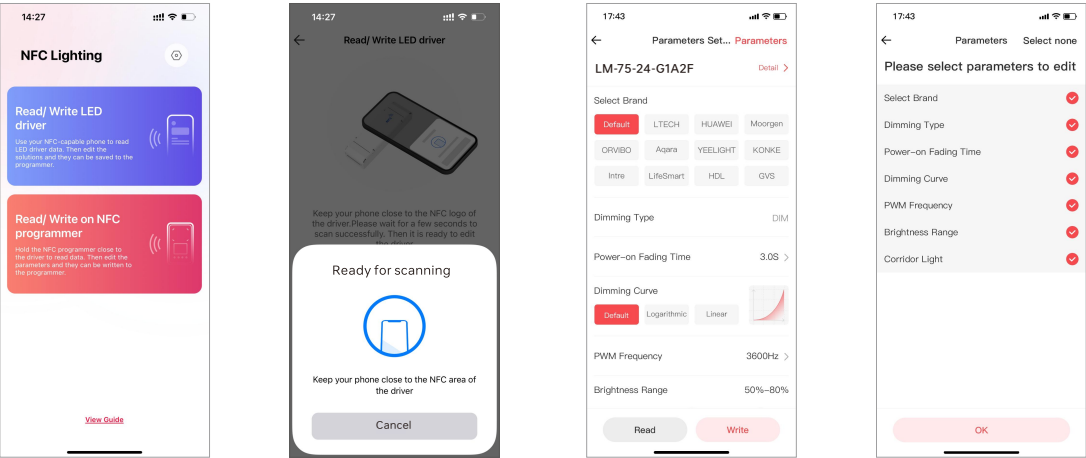 14:27
NFC Lighting
Read/ Write LED
driver
Use your NFC-capable phone to read
LED driver data. Then edit the
solutions and they can be saved to the
programmer.
Read/ Write on NFC
programmer
Hold the NFC programmer close to
the driver to read data. Then edit the
parameters and they can be written to
the programmer.
View Guide
14:27
Read/ Write LED driver
Keep your phone close to the NFC logo of
the driver.Please wait for a few seconds to
scan successfully. Then it is ready to edit
the driver
Ready for scanning
Keep your phone close to the NFC area of
the driver
Cancel
17:43
Parameters Set... Parameters
LM-75-24-G1A2F Detail
Select Brand
Default LTECH HUAWEI Moorgen
ORVIBO Aqara YEELIGHT KONKE
Intre LifeSmart HDL GVS
Dimming Type DIM
Power-on Fading Time 3.0S
Dimming Curve
Default Logarithmic Linear
PWM Frequency 3600Hz
Brightness Range 50%-80%
Read Write
17:43
Parameters Select none
Please select parameters to edit
Select Brand
Dimming Type
Power-on Fading Time
Dimming Curve
PWM Frequency
Brightness Range
Corridor Light
OK